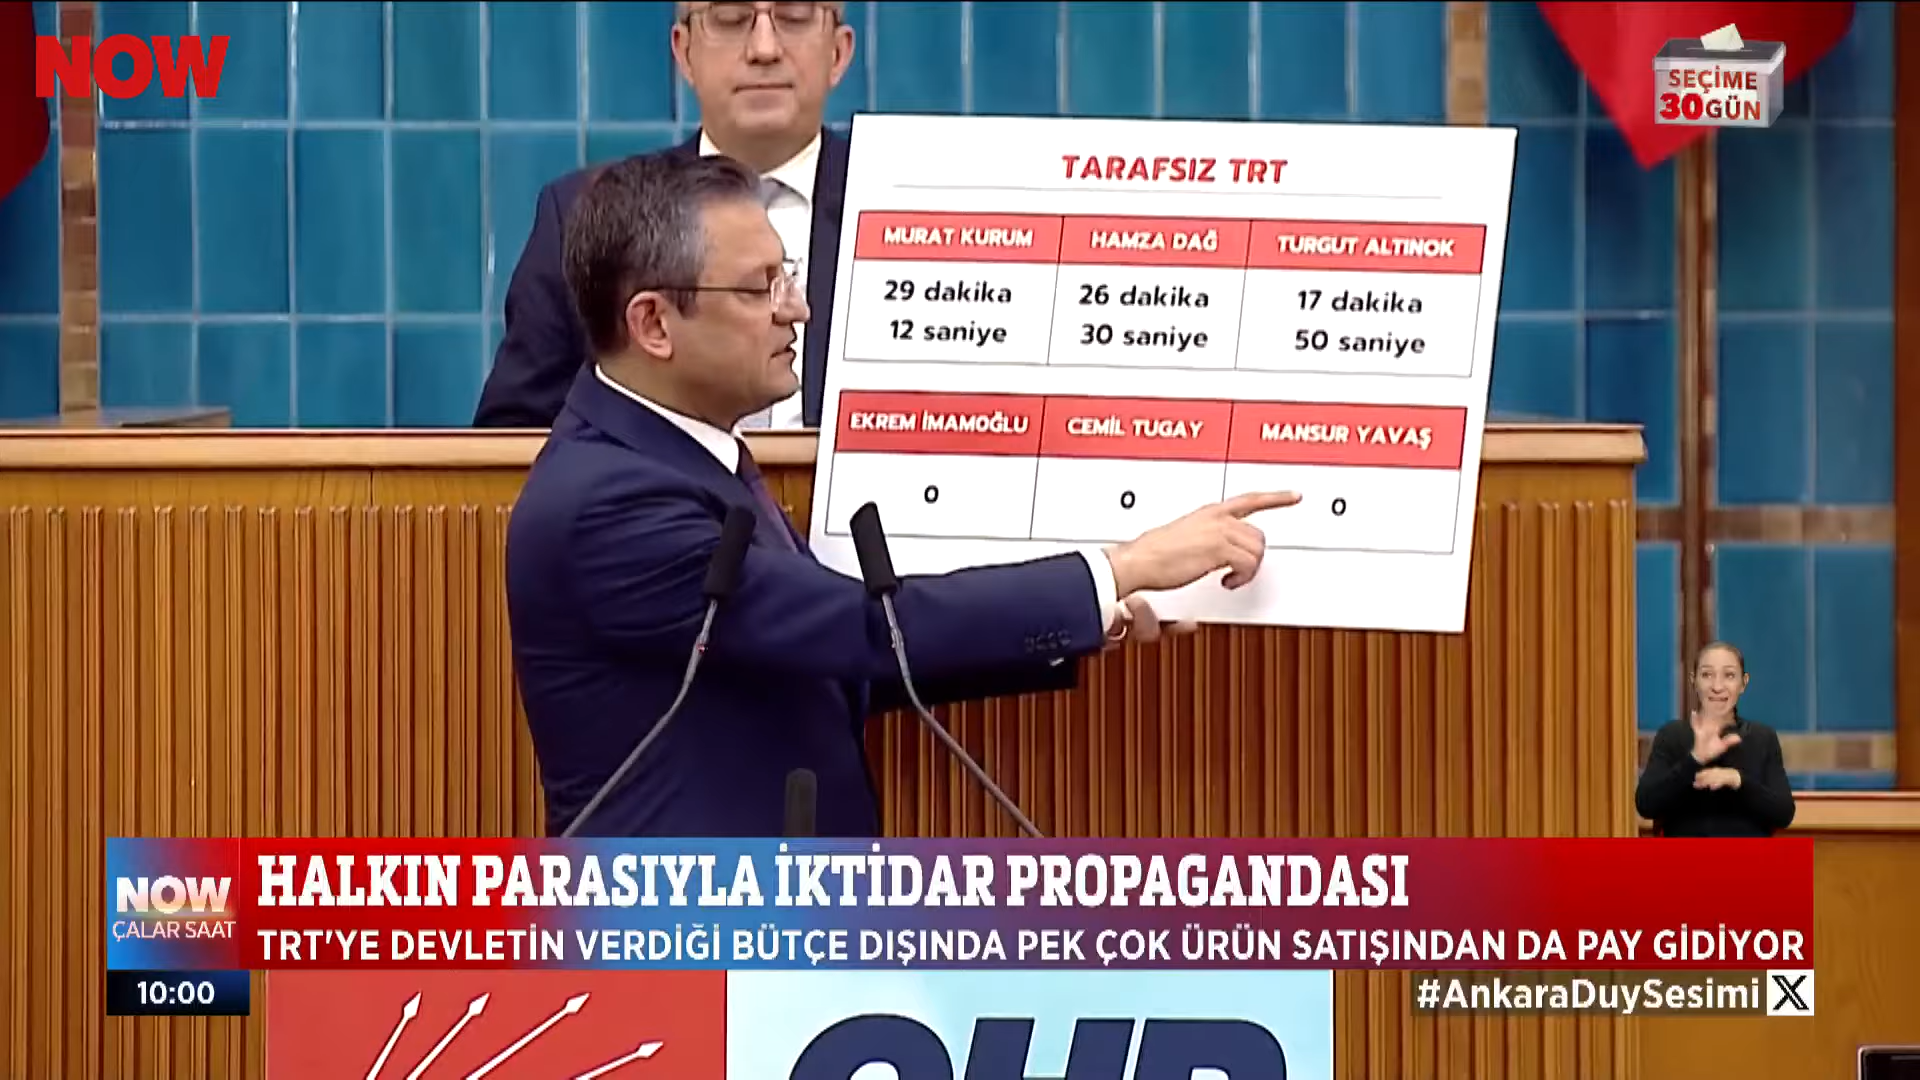 NOW
SEÇİME
30 GÜN
TARAFSIZ TRT
MURAT KURUM
HAMZA DAĞ
TURGUT ALTINOK
29 dakika
12 saniye
26 dakika
30 saniye
17 dakika
50 saniye
EKREM İMAMOĞLU
CEMİL TUGAY
MANSUR YAVAŞ
0
0
0
NOW
ÇALAR SAAT
HALKIN PARASIYLA İKTİDAR PROPAGANDASI
TRT'YE DEVLETİN VERDİĞİ BÜTÇE DIŞINDA PEK ÇOK ÜRÜN SATIŞINDAN DA PAY GİDİYOR
10:00
#AnkaraDuySesimi X
CHP